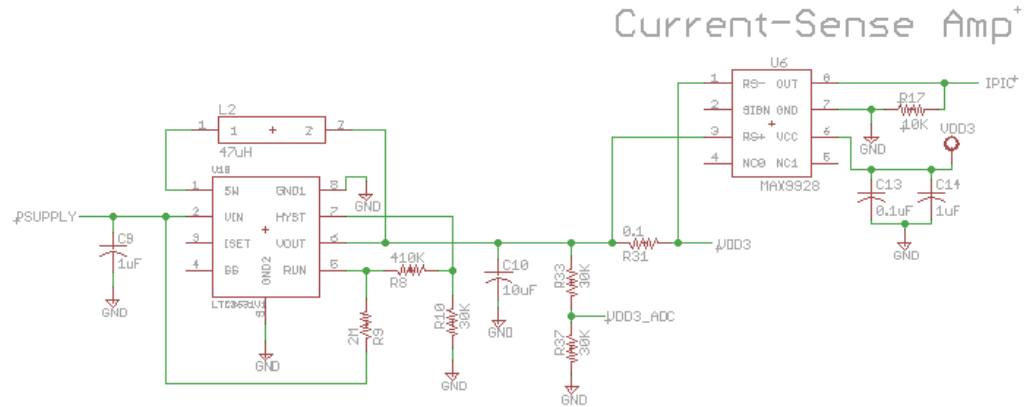 Current-Sense Amp
U6
1 RS- OUT 8 IPIC
2 SIGN GND 7 R17
10K
3 RS+ VCC 6 VDD3
4 NC0 NC1 5 GND
MAX9928
C13 C14
0.1uF 1uF
GND
L2
1 1 2 2
47uH
1 SW GND1 8 GND
PSUPPLY 2 VIN HYST 7
3 ISET VOUT 6
4 GND2 RUN 5
C9
1uF
GND
9
GND
410K
R8
2M R9
R10 30K
GND
C10
10uF
GND
0.1
R31
VDD3
R33 30K
VDD3_ADC
R37 30K
GND